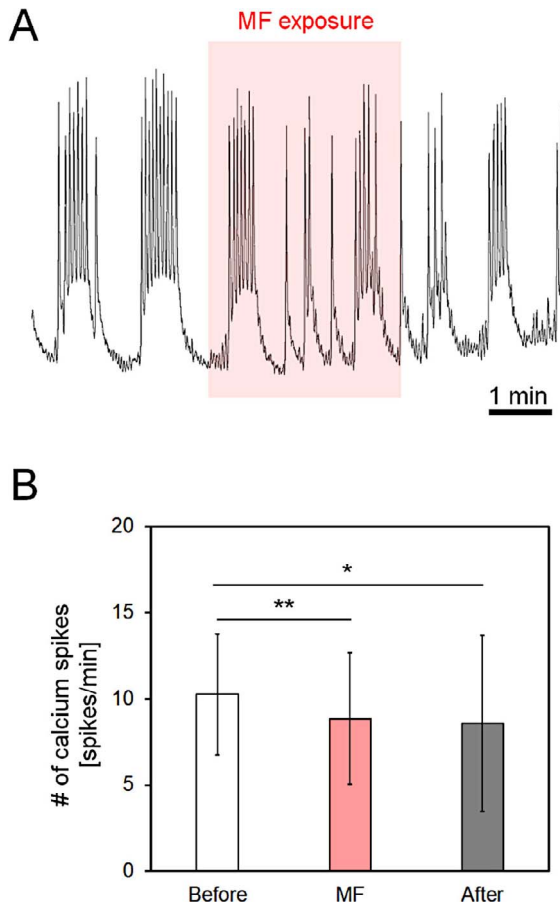 A
MF exposure
1 min
B
# of calcium spikes
[spikes/min]
20
15
10
5
0
*
**
Before MF After